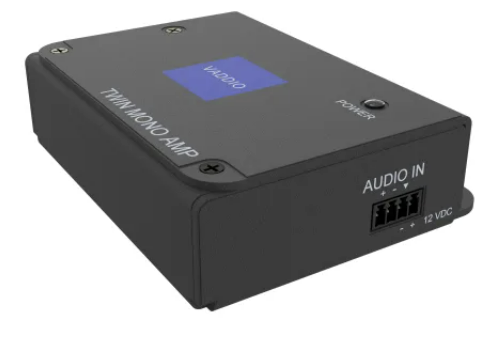 VADDIO
TWIN MONO AMP
POWER
AUDIO IN
+ - ▼
12 VDC
- +